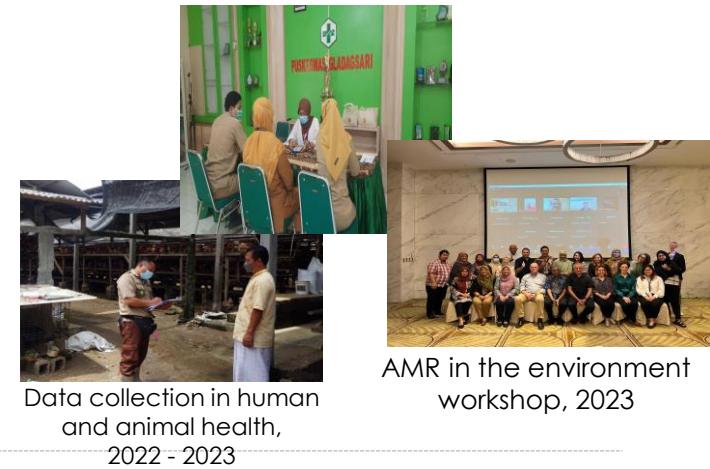 PUSKESMAS GLADAGSARI
AMR in the environment
workshop, 2023
Data collection in human
and animal health,
2022 - 2023